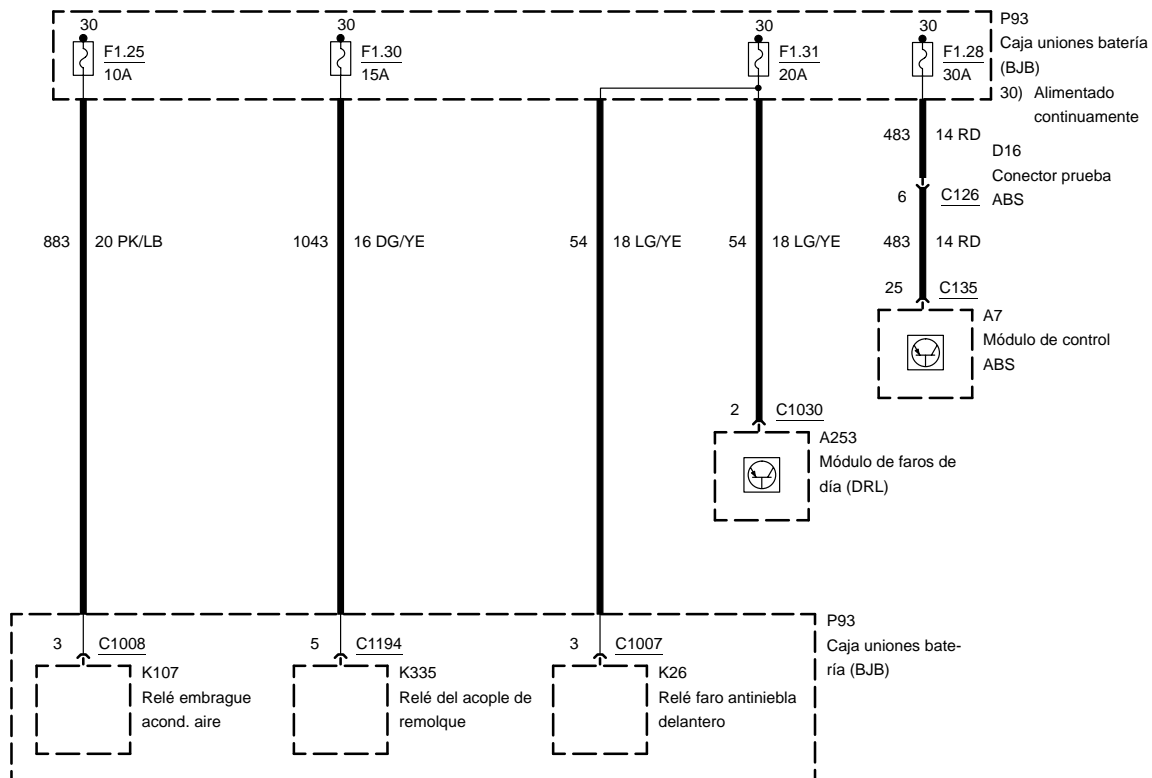 30
30
30
30
P93
Caja uniones batería
(BJB)
30) Alimentado
continuamente
F1.25
10A
F1.30
15A
F1.31
20A
F1.28
30A
483
14 RD
D16
Conector prueba
ABS
6
C126
883
20 PK/LB
1043
16 DG/YE
54
18 LG/YE
54
18 LG/YE
483
14 RD
25
C135
A7
Módulo de control
ABS
2
C1030
A253
Módulo de faros de
día (DRL)
P93
Caja uniones bate-
ría (BJB)
3
C1008
K107
Relé embrague
acond. aire
5
C1194
K335
Relé del acople de
remolque
3
C1007
K26
Relé faro antiniebla
delantero